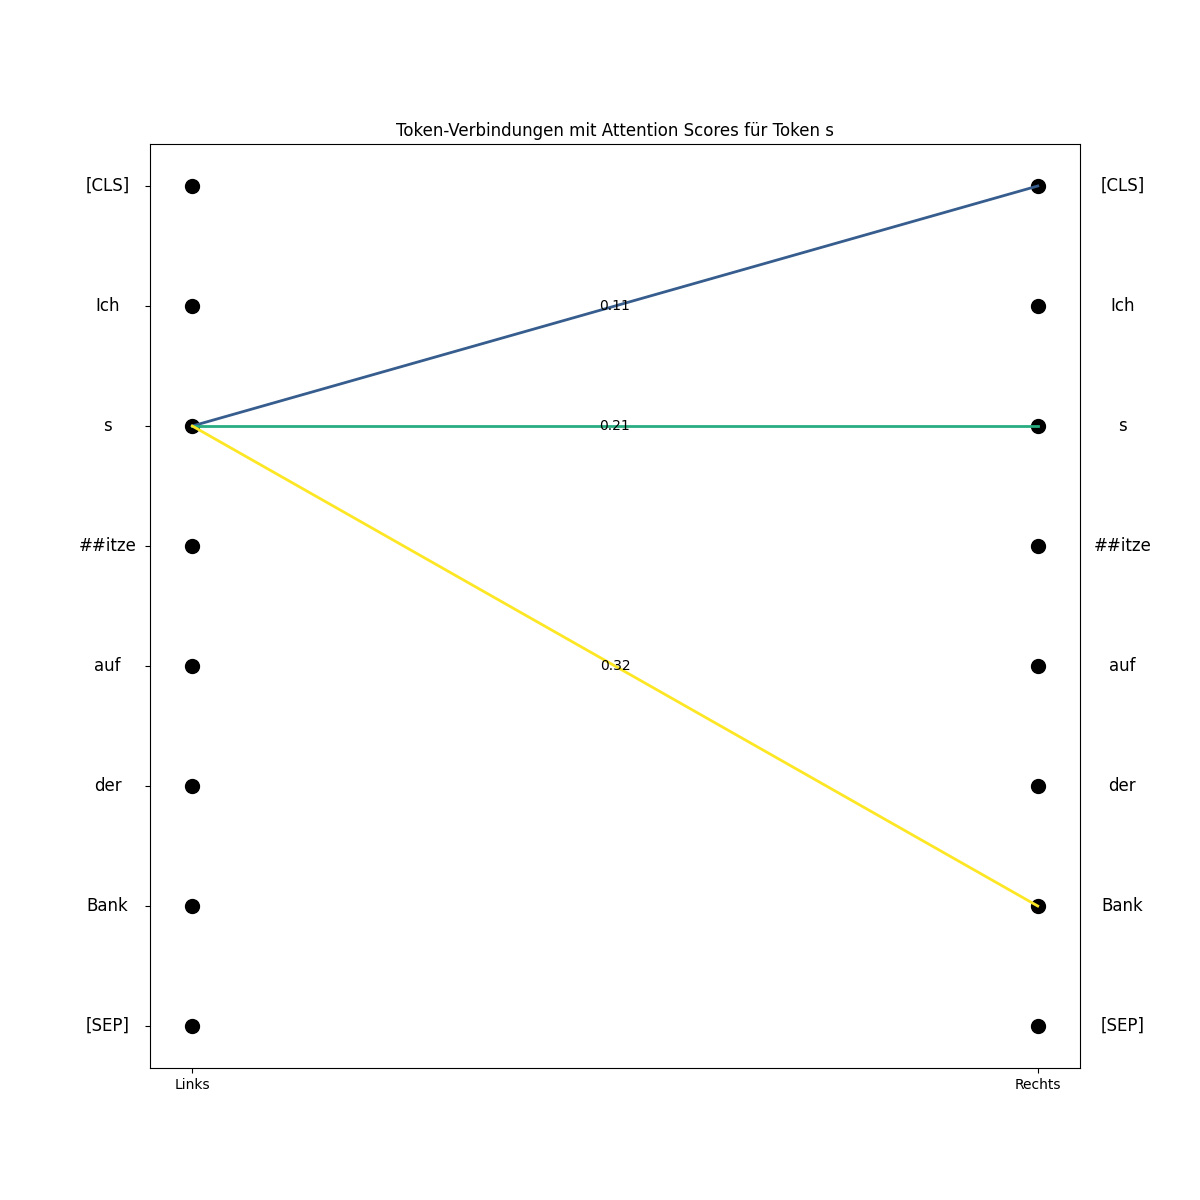 Token-Verbindungen mit Attention Scores für Token s
[CLS] [CLS]
Ich 0.11 Ich
s 0.21 s
##itze ##itze
auf 0.32 auf
der der
Bank Bank
[SEP] [SEP]
Links Rechts